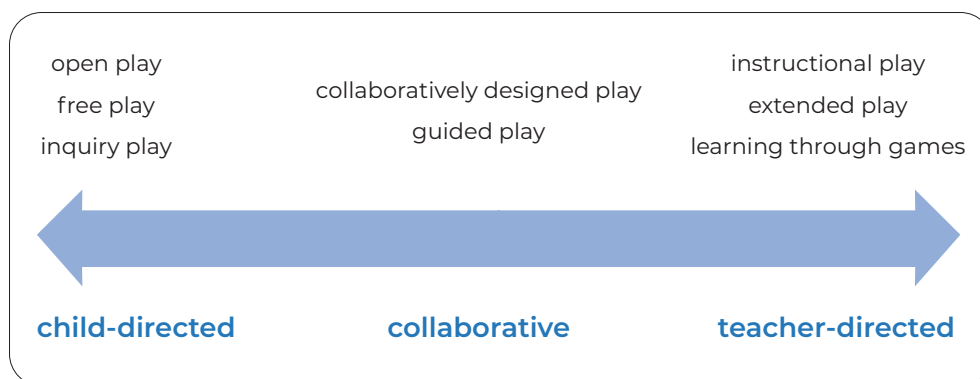 open play
free play
inquiry play
collaboratively designed play
guided play
instructional play
extended play
learning through games
child-directed
collaborative
teacher-directed